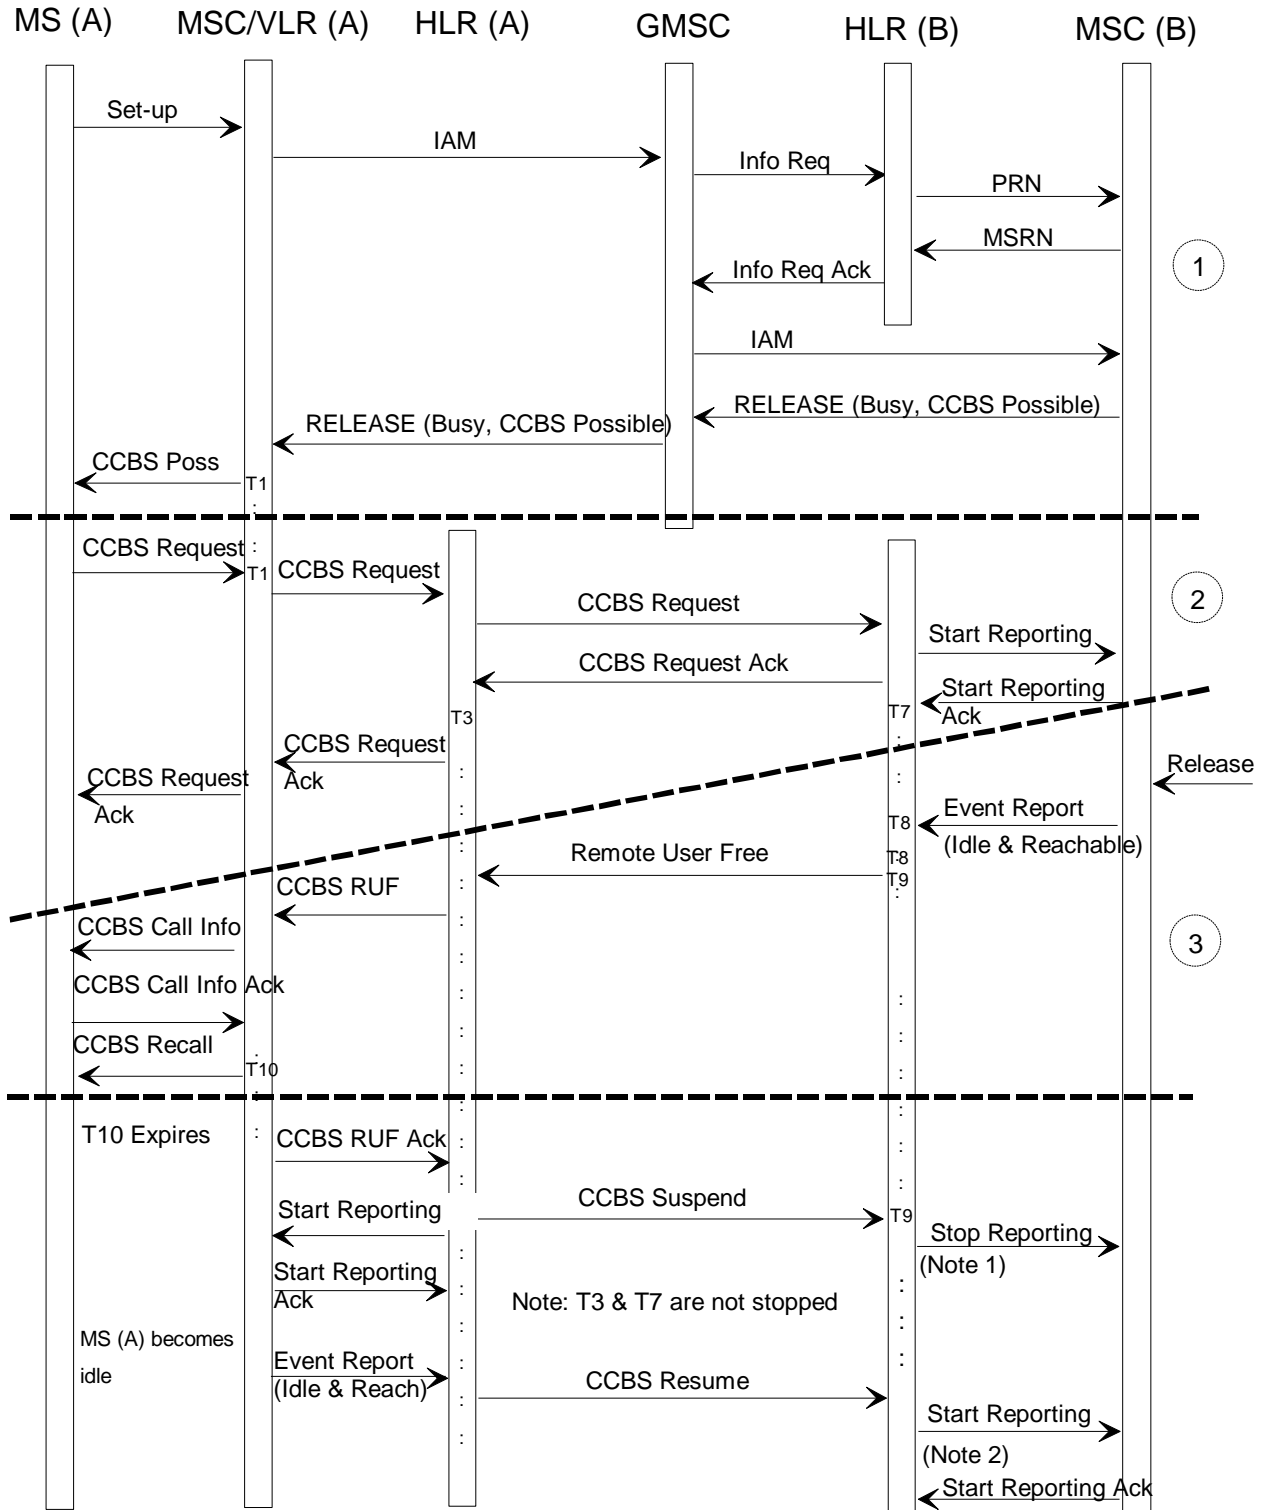 MS (A) MSC/VLR (A) HLR (A) GMSC HLR (B) MSC (B)
Set-up
IAM
Info Req
PRN
MSRN
1
Info Req Ack
IAM
RELEASE (Busy, CCBS Possible)
RELEASE (Busy, CCBS Possible)
CCBS Poss
T1
CCBS Request
T1
CCBS Request
CCBS Request
2
Start Reporting
CCBS Request Ack
Start Reporting
Ack
T3
T7
CCBS Request
Ack
CCBS Request
Ack
Release
Event Report
(Idle & Reachable)
T8
Remote User Free
T8
T9
CCBS RUF
CCBS Call Info
3
CCBS Call Info Ack
CCBS Recall
T10
T10 Expires
CCBS RUF Ack
CCBS Suspend
Start Reporting
T9
Stop Reporting
(Note 1)
Start Reporting
Ack
Note: T3 & T7 are not stopped
MS (A) becomes
idle
Event Report
(Idle & Reach)
CCBS Resume
Start Reporting
(Note 2)
Start Reporting Ack